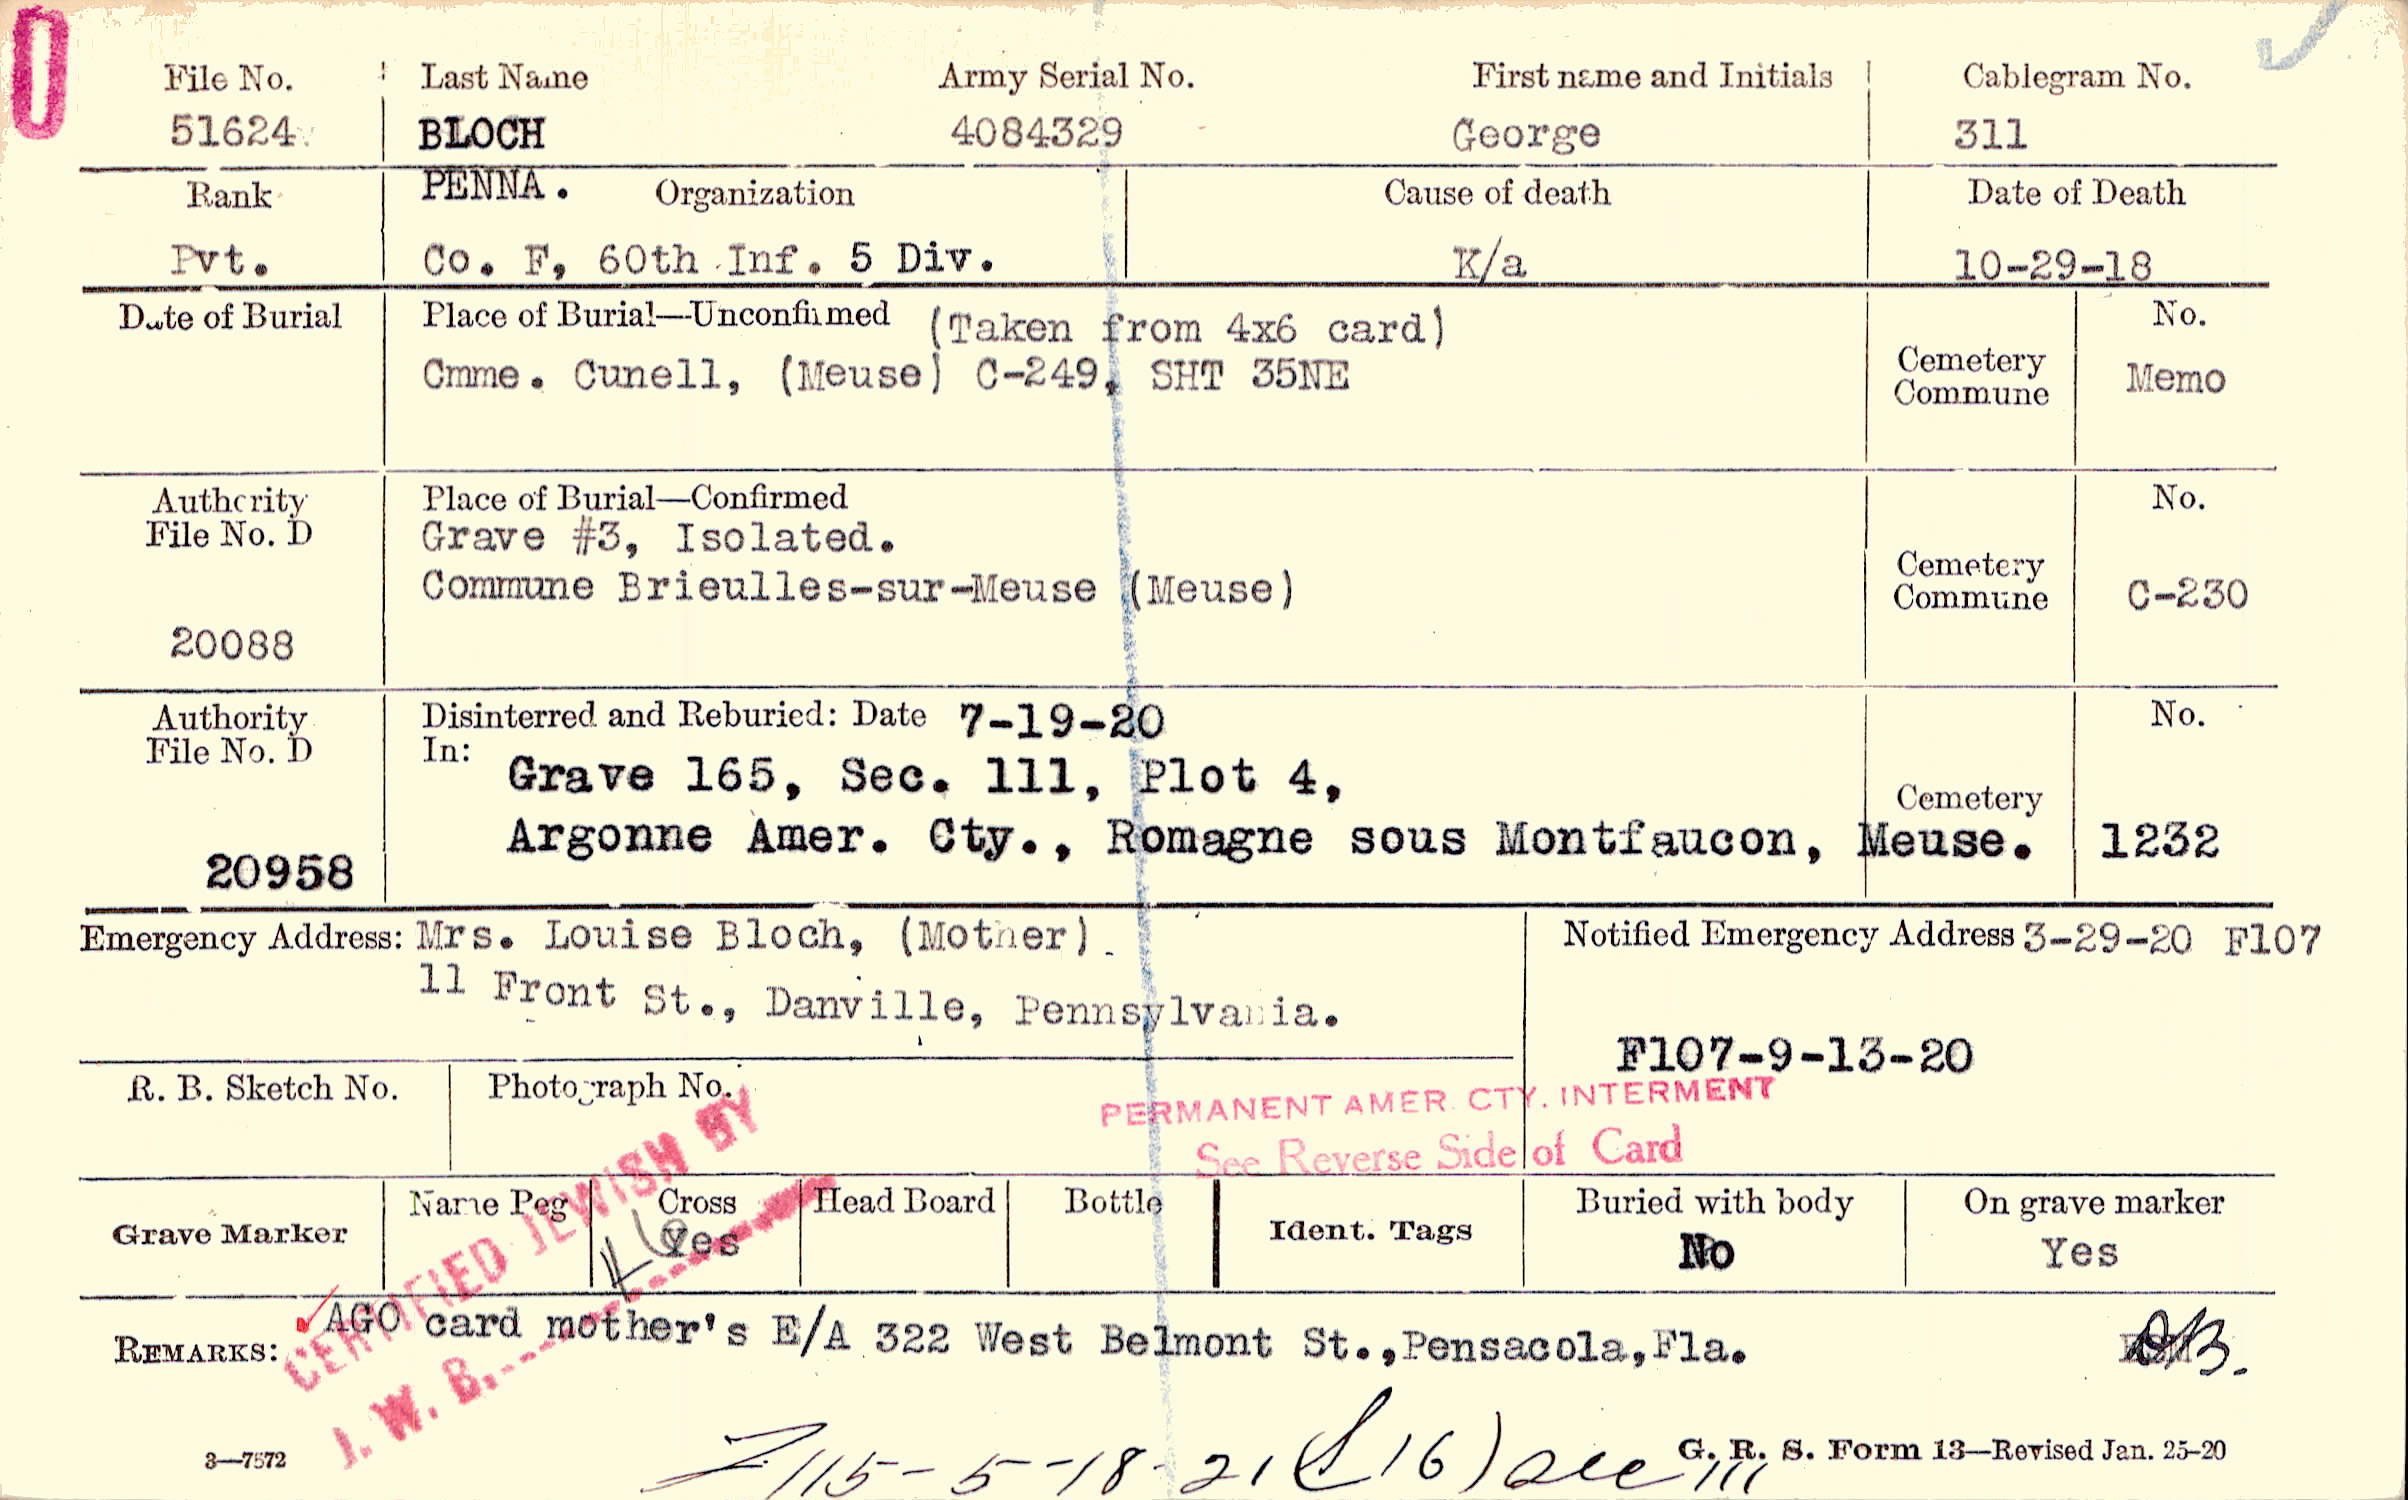 File No. Last Name Army Serial No. First name and Initials Cablegram No.
51624 BLOCH 4084329 George 311
Rank PENNA. Organization Cause of death Date of Death
Pvt. Co. F, 60th Inf. 5 Div. K/a 10-29-18
Date of Burial Place of Burial—Unconfirmed (Taken from 4x6 card) No.
Cmme. Cunell, (Meuse) C-249, SHT 35NE Cemetery Commune Memo
Authority Place of Burial—Confirmed No.
File No. D Grave #3, Isolated.
Commune Brieulles-sur-Meuse (Meuse) Cemetery Commune C-230
20088
Authority Disinterred and Reburied: Date 7-19-20 No.
File No. D In:
Grave 165, Sec. 111, Plot 4,
Cemetery
Argonne Amer. Cty., Romagne sous Montfaucon, Meuse. 1232
20958
Emergency Address: Mrs. Louise Bloch, (Mother) Notified Emergency Address 3-29-20 F107
11 Front St., Danville, Pennsylvania.
F107-9-13-20
R. B. Sketch No. Photograph No.
PERMANENT AMER. CTY. INTERMENT
See Reverse Side of Card
Grave Marker Name Peg Cross Head Board Bottle Ident. Tags Buried with body On grave marker
Yes No Yes
CERTIFIED JEWISH BY
J. W. B.
REMARKS: AGO card mother's E/A 322 West Belmont St.,Pensacola,Fla.
115-5-18-21 (L16) see 111
3—7572 G. R. S. Form 13—Revised Jan. 25-20